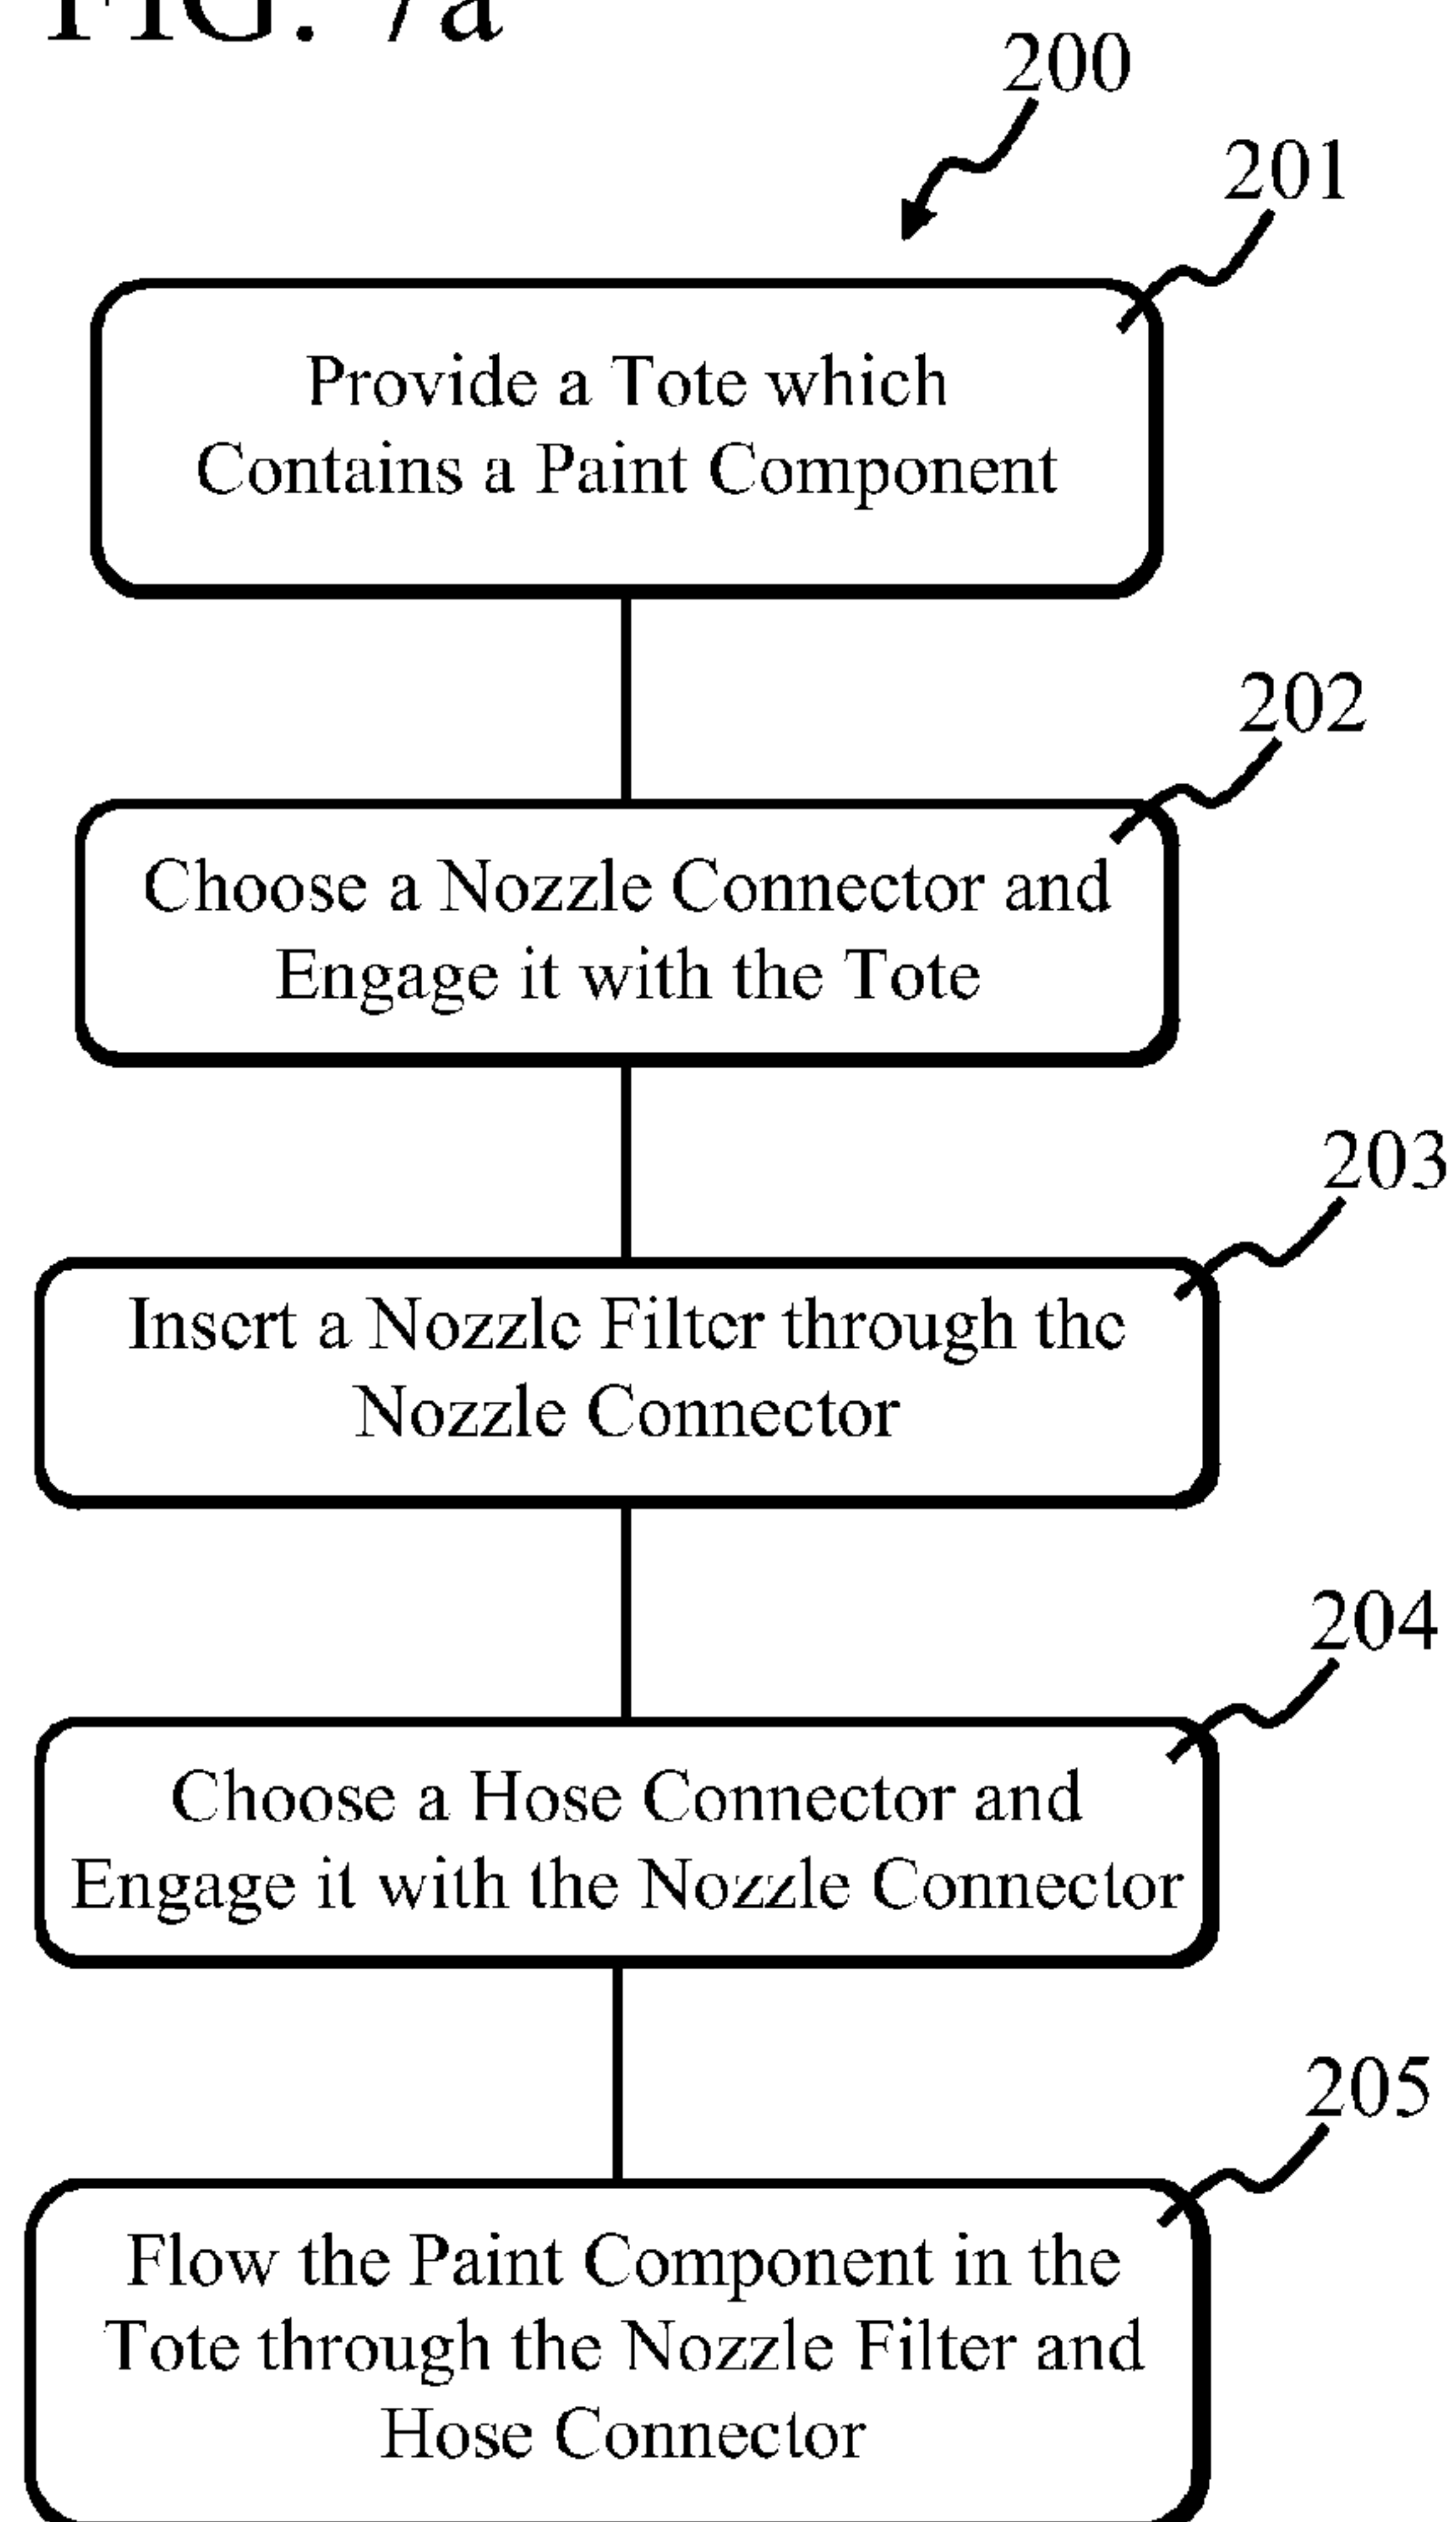 FIG. 7a
200
201
Provide a Tote which
Contains a Paint Component
202
Choose a Nozzle Connector and
Engage it with the Tote
203
Insert a Nozzle Filter through the
Nozzle Connector
204
Choose a Hose Connector and
Engage it with the Nozzle Connector
205
Flow the Paint Component in the
Tote through the Nozzle Filter and
Hose Connector